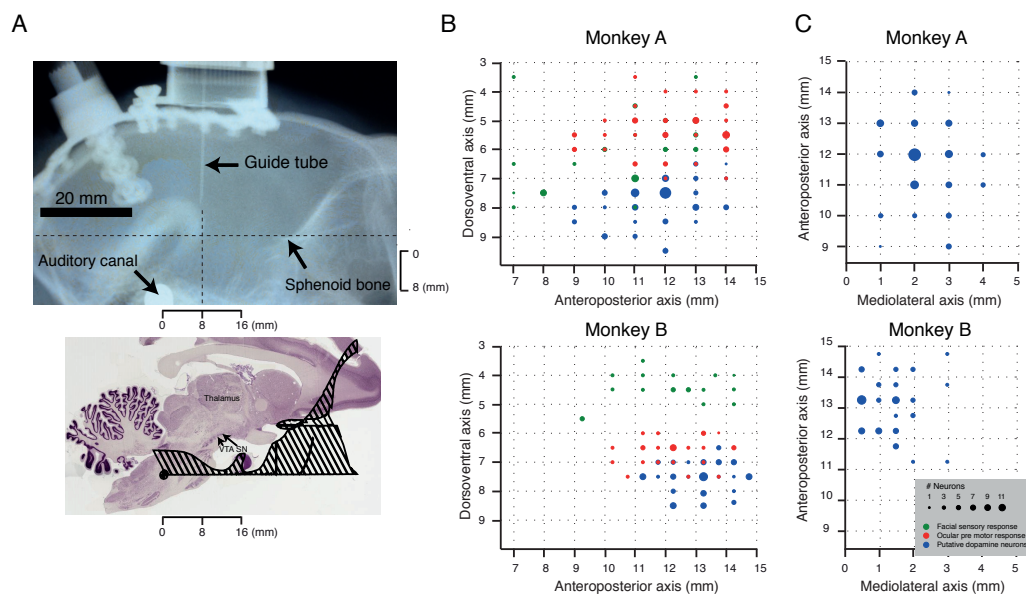 A
Guide tube
20 mm
Auditory canal
Sphenoid bone
0
8 (mm)
0 8 16 (mm)
Thalamus
VTA SN
0 8 16 (mm)
B
Monkey A
Dorsoventral axis (mm)
3
4
5
6
7
8
9
7 8 9 10 11 12 13 14 15
Anteroposterior axis (mm)
Monkey B
Dorsoventral axis (mm)
3
4
5
6
7
8
9
7 8 9 10 11 12 13 14 15
Anteroposterior axis (mm)
C
Monkey A
Anteroposterior axis (mm)
15
14
13
12
11
10
9
0 1 2 3 4 5
Mediolateral axis (mm)
Monkey B
Anteroposterior axis (mm)
15
14
13
12
11
10
9
0 1 2 3 4 5
Mediolateral axis (mm)
# Neurons
1 3 5 7 9 11
Facial sensory response
Ocular pre motor response
Putative dopamine neurons